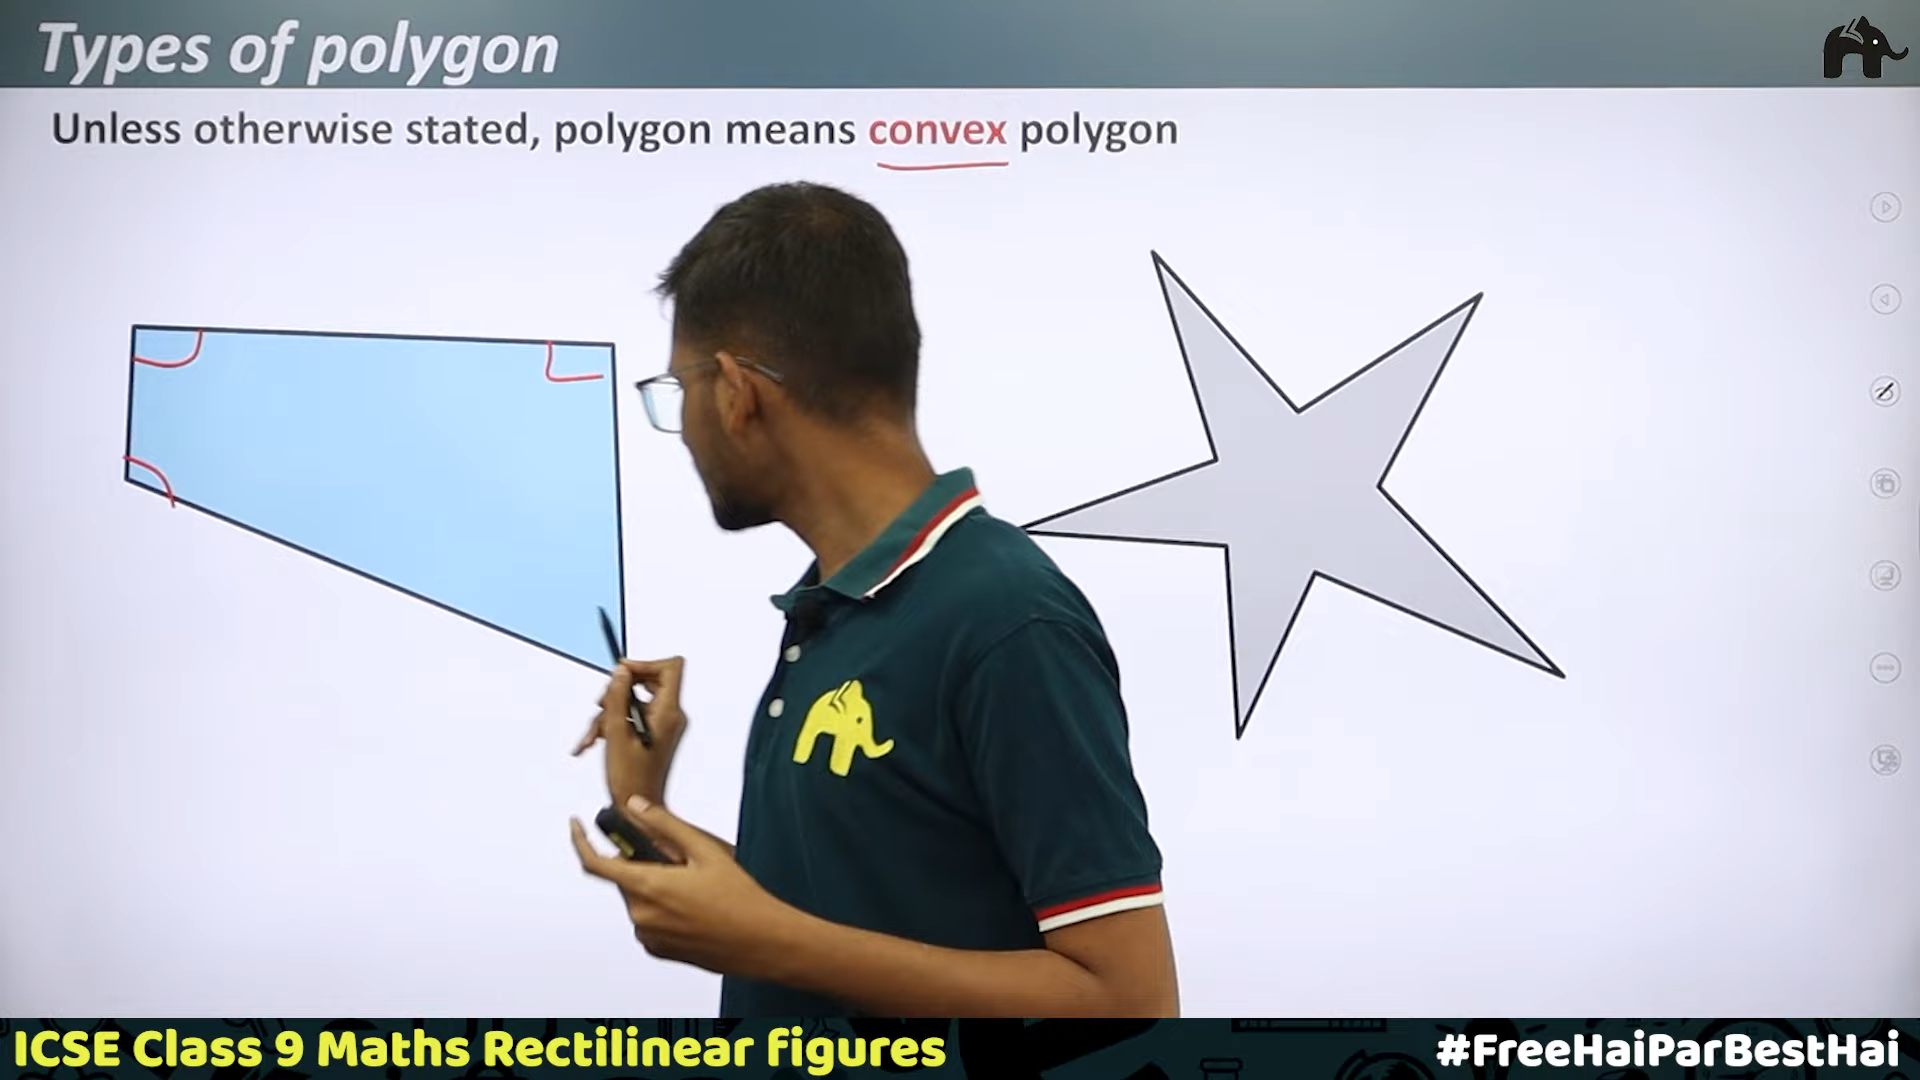 Types of polygon
Unless otherwise stated, polygon means convex polygon
ICSE Class 9 Maths Rectilinear figures
#FreeHaiParBestHai